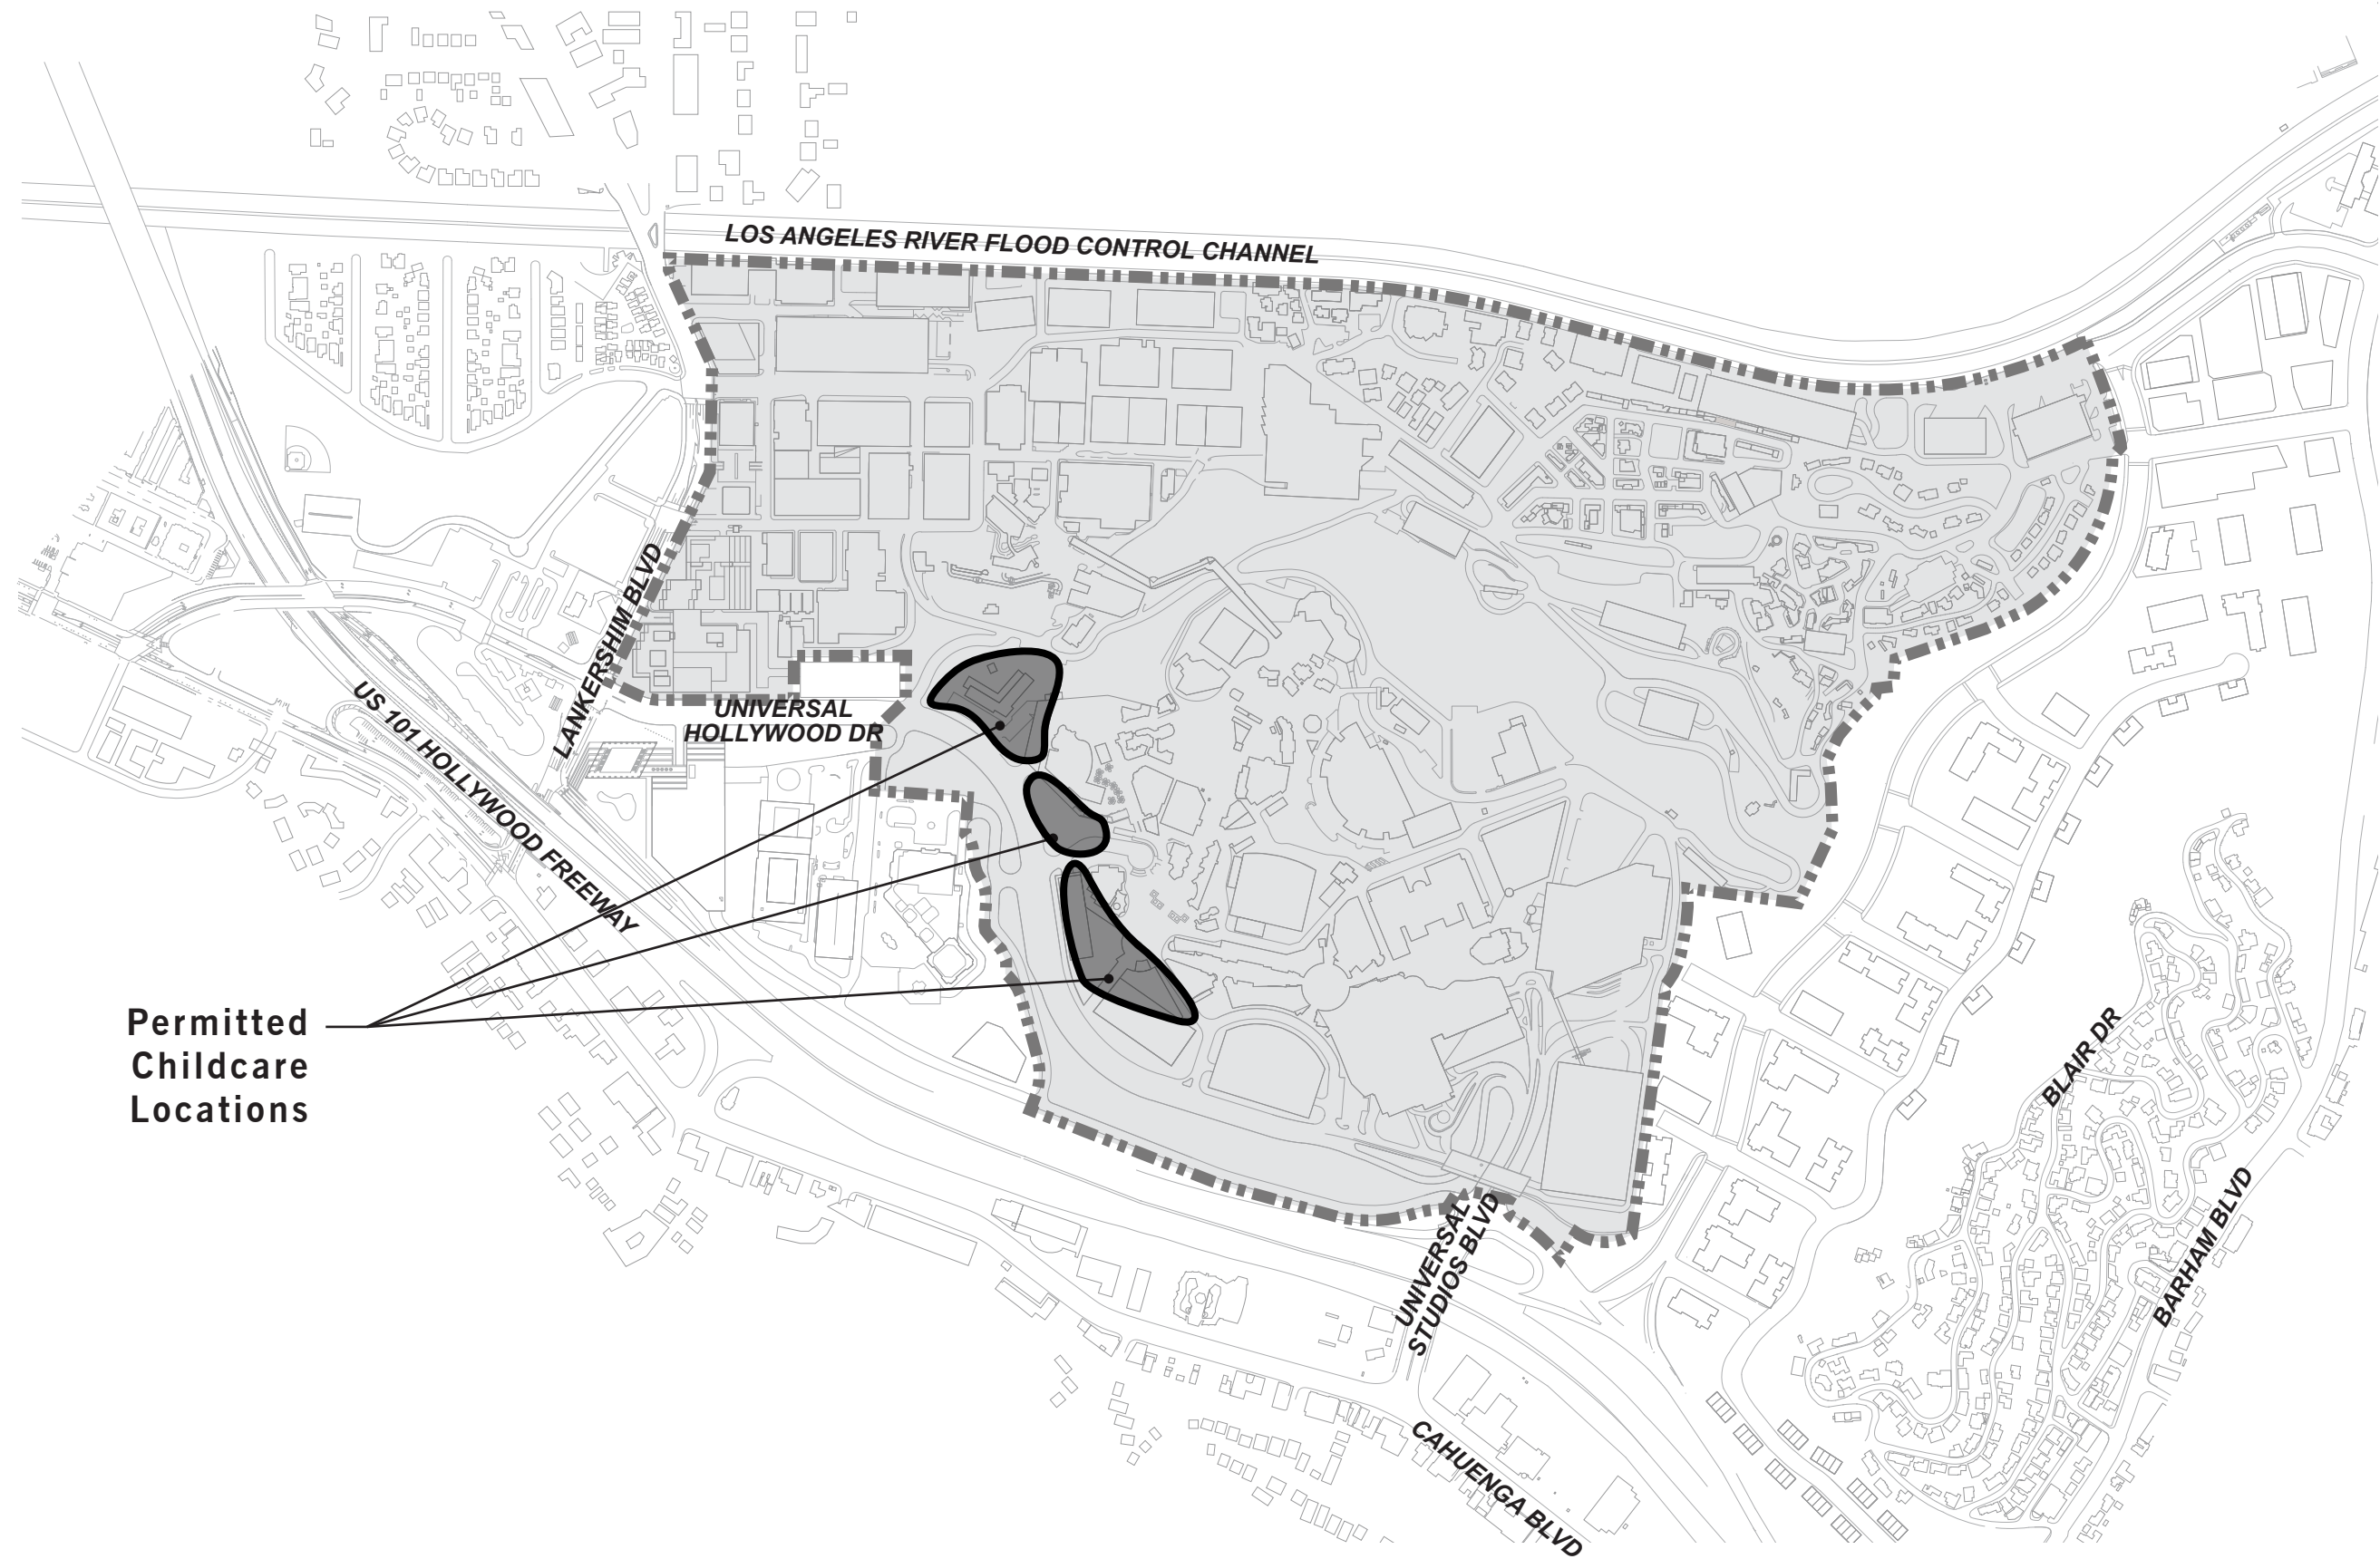 LOS ANGELES RIVER FLOOD CONTROL CHANNEL
LANKERSHIM BLVD
UNIVERSAL
HOLLYWOOD DR
US 101 HOLLYWOOD FREEWAY
Permitted
Childcare
Locations
BLAIR DR
BARHAM BLVD
UNIVERSAL
STUDIOS BLVD
CAHUENGA BLVD